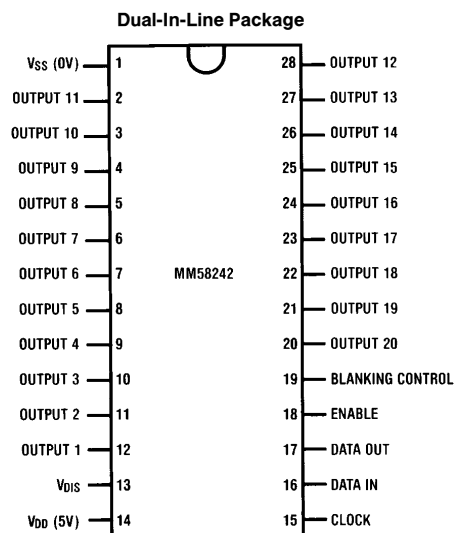 Dual-In-Line Package
VSS (0V) 1 28 OUTPUT 12
OUTPUT 11 2 27 OUTPUT 13
OUTPUT 10 3 26 OUTPUT 14
OUTPUT 9 4 25 OUTPUT 15
OUTPUT 8 5 24 OUTPUT 16
OUTPUT 7 6 23 OUTPUT 17
OUTPUT 6 7 MM58242 22 OUTPUT 18
OUTPUT 5 8 21 OUTPUT 19
OUTPUT 4 9 20 OUTPUT 20
OUTPUT 3 10 19 BLANKING CONTROL
OUTPUT 2 11 18 ENABLE
OUTPUT 1 12 17 DATA OUT
VDIS 13 16 DATA IN
VDD (5V) 14 15 CLOCK